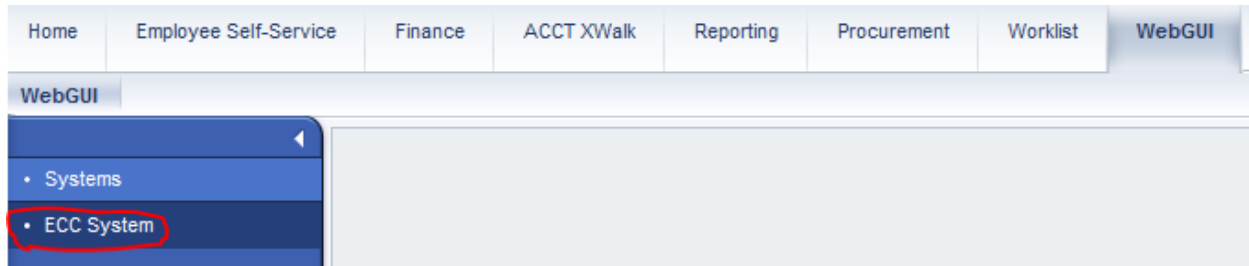 Home Employee Self-Service Finance ACCT XWalk Reporting Procurement Worklist WebGUI
WebGUI
• Systems
• ECC System